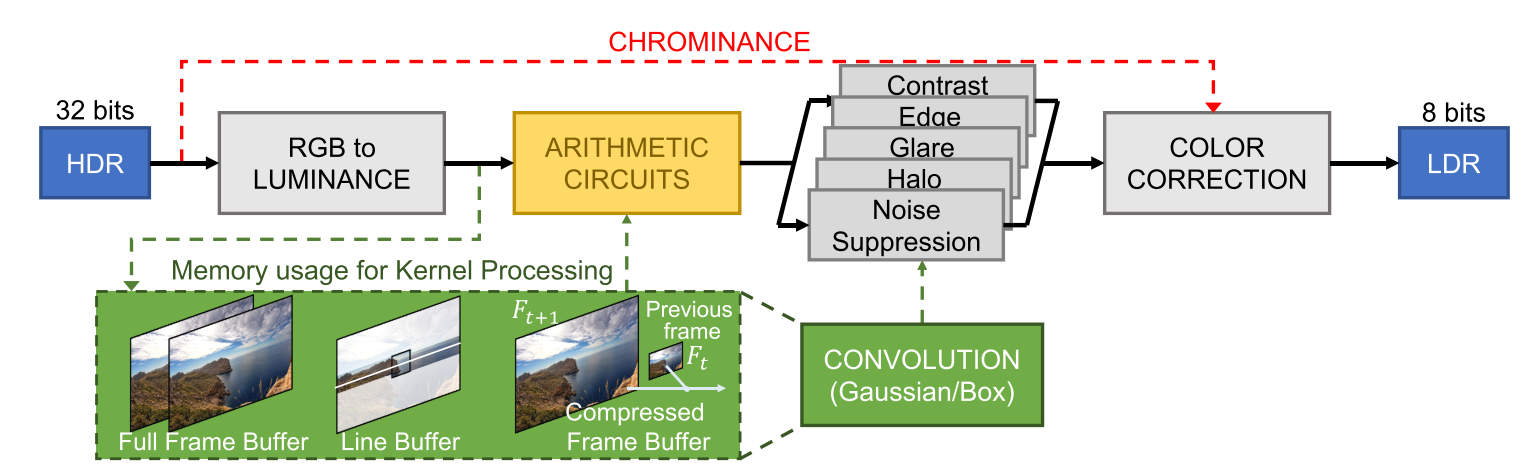 CHROMINANCE
32 bits
HDR
RGB to
LUMINANCE
ARITHMETIC
CIRCUITS
Contrast
Edge
Glare
Halo
Noise
Suppression
COLOR
CORRECTION
8 bits
LDR
Memory usage for Kernel Processing
Full Frame Buffer
Line Buffer
F_{t+1}
Previous
frame
F_t
Compressed
Frame Buffer
CONVOLUTION
(Gaussian/Box)